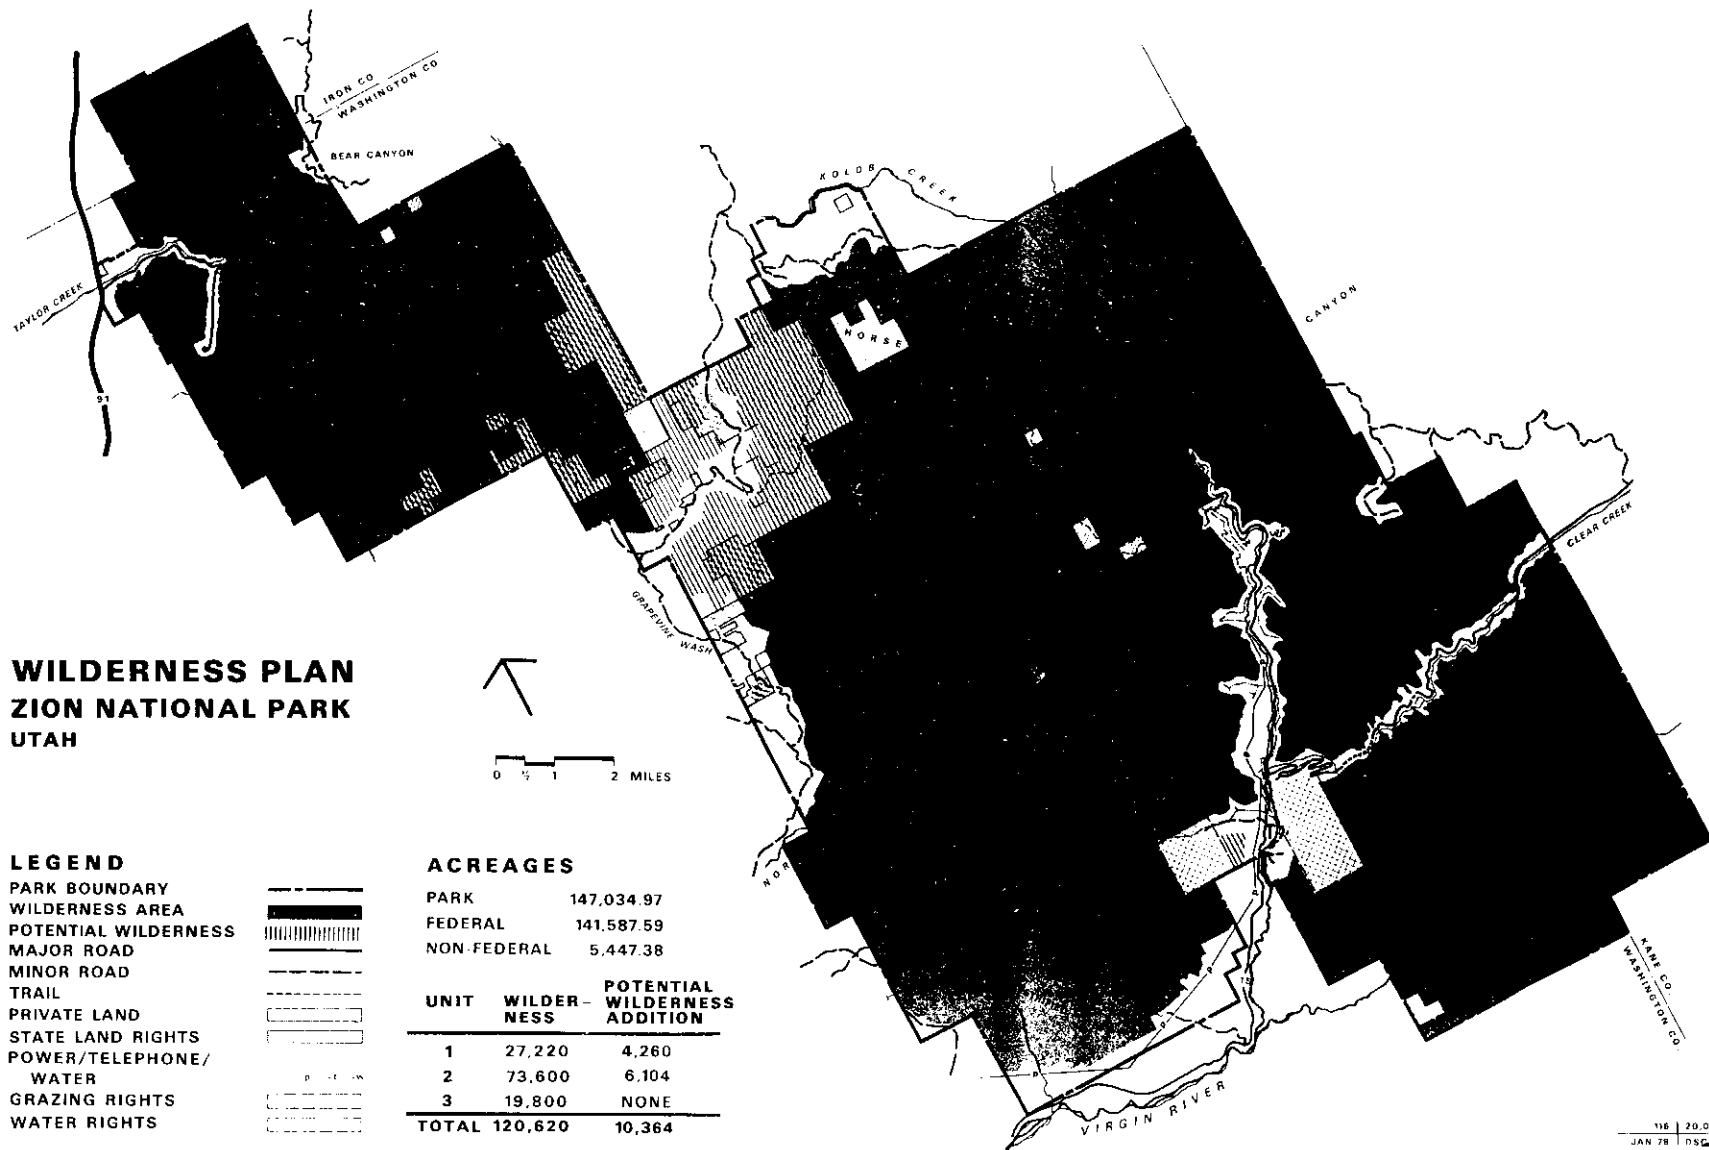 IRON CO
WASHINGTON CO
BEAR CANYON
KOLOB CREEK
TAYLOR CREEK
HORSE
CANYON
91
CLEAR CREEK
GRAPEVINE WASH
WILDERNESS PLAN
ZION NATIONAL PARK
UTAH
0 ½ 1 2 MILES
LEGEND
PARK BOUNDARY
WILDERNESS AREA
POTENTIAL WILDERNESS
MAJOR ROAD
MINOR ROAD
TRAIL
PRIVATE LAND
STATE LAND RIGHTS
POWER/TELEPHONE/
WATER
GRAZING RIGHTS
WATER RIGHTS
ACREAGES
PARK 147,034.97
FEDERAL 141,587.59
NON-FEDERAL 5,447.38
POTENTIAL
UNIT WILDER- WILDERNESS
NESS ADDITION
1 27,220 4,260
2 73,600 6,104
3 19,800 NONE
TOTAL 120,620 10,364
NOR
KANE CO.
WASHINGTON CO.
VIRGIN RIVER
116 20,0
JAN 78 DSC